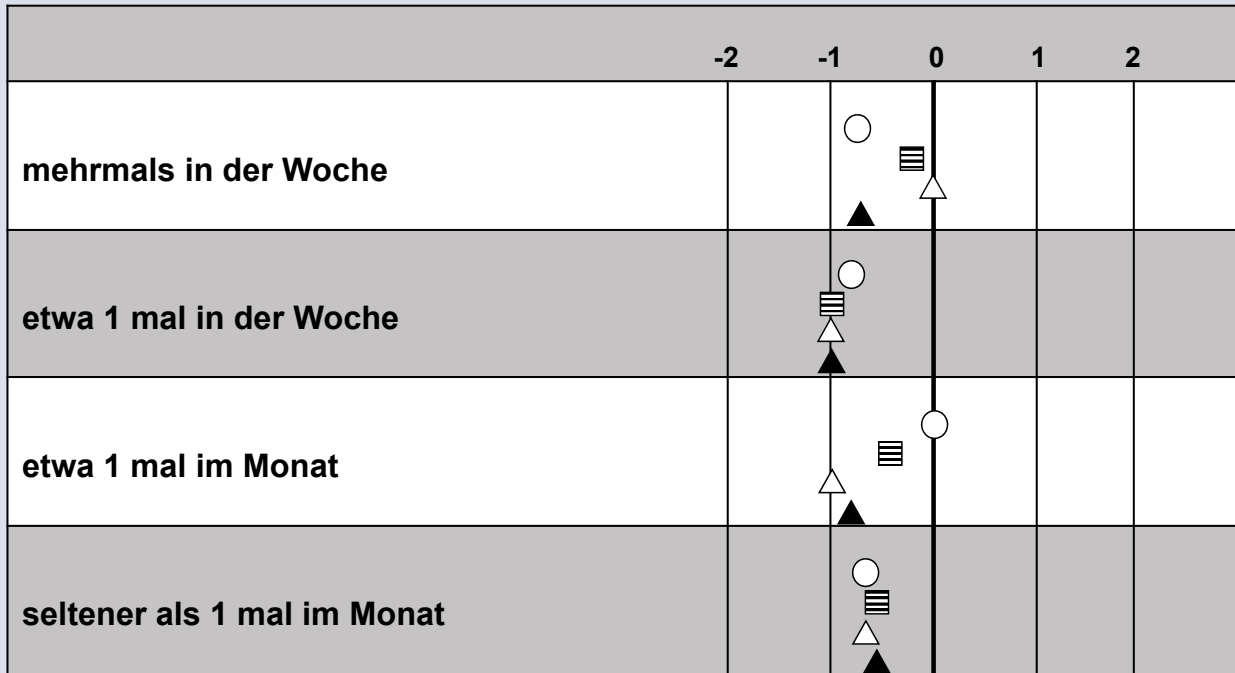 -2 -1 0 1 2
mehrmals in der Woche
etwa 1 mal in der Woche
etwa 1 mal im Monat
seltener als 1 mal im Monat